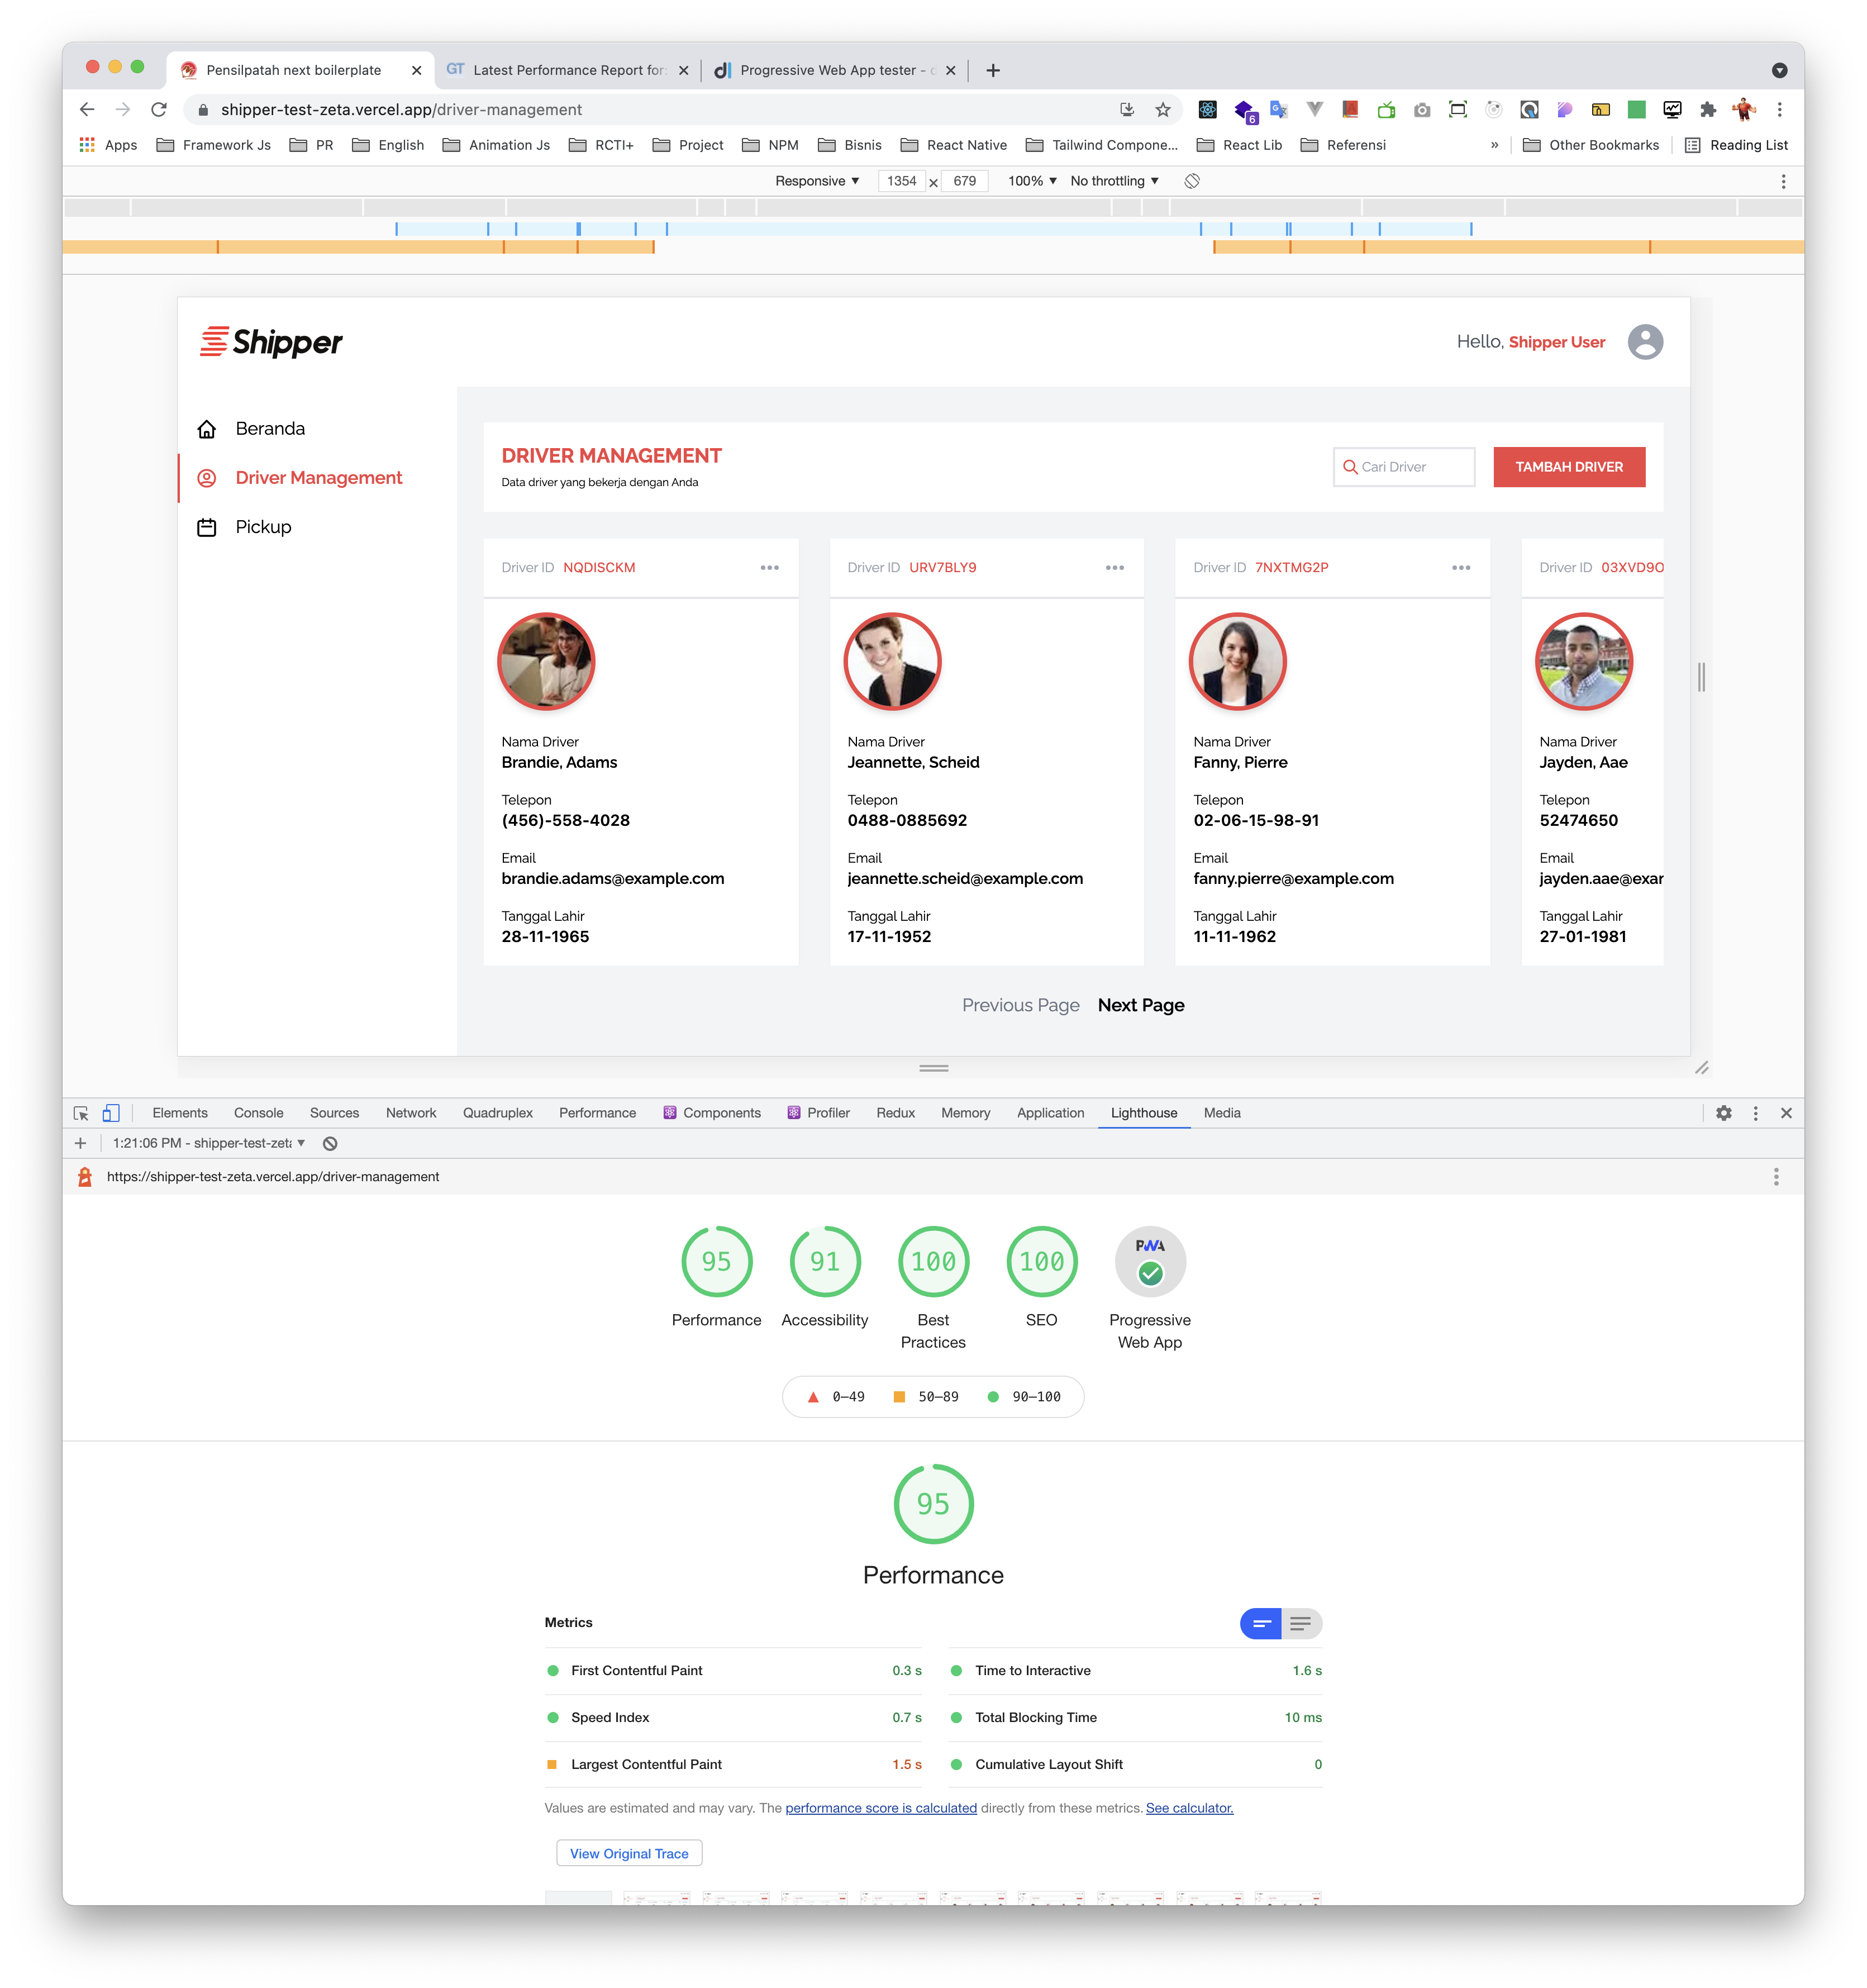 Pensilpatah next boilerplate
GT Latest Performance Report for:
Progressive Web App tester -
shipper-test-zeta.vercel.app/driver-management
6
Apps Framework Js PR English Animation Js RCTI+ Project NPM Bisnis React Native Tailwind Compone... React Lib Referensi » Other Bookmarks Reading List
Responsive ▼ 1354 × 679 100% ▼ No throttling ▼
Shipper
Hello, Shipper User
Beranda
Driver Management
Pickup
DRIVER MANAGEMENT
Data driver yang bekerja dengan Anda
Cari Driver
TAMBAH DRIVER
Driver ID NQDISCKM
Nama Driver
Brandie, Adams
Telepon
(456)-558-4028
Email
brandie.adams@example.com
Tanggal Lahir
28-11-1965
Driver ID URV7BLY9
Nama Driver
Jeannette, Scheid
Telepon
0488-0885692
Email
jeannette.scheid@example.com
Tanggal Lahir
17-11-1952
Driver ID 7NXTMG2P
Nama Driver
Fanny, Pierre
Telepon
02-06-15-98-91
Email
fanny.pierre@example.com
Tanggal Lahir
11-11-1962
Driver ID 03XVD9O
Nama Driver
Jayden, Aae
Telepon
52474650
Email
jayden.aae@exar
Tanggal Lahir
27-01-1981
Previous Page Next Page
Elements Console Sources Network Quadruplex Performance Components Profiler Redux Memory Application Lighthouse Media
1:21:06 PM - shipper-test-zeta ▼
https://shipper-test-zeta.vercel.app/driver-management
95
Performance
91
Accessibility
100
Best
Practices
100
SEO
PWA
Progressive
Web App
0–49 50–89 90–100
95
Performance
Metrics
First Contentful Paint 0.3 s
Time to Interactive 1.6 s
Speed Index 0.7 s
Total Blocking Time 10 ms
Largest Contentful Paint 1.5 s
Cumulative Layout Shift 0
Values are estimated and may vary. The performance score is calculated directly from these metrics. See calculator.
View Original Trace